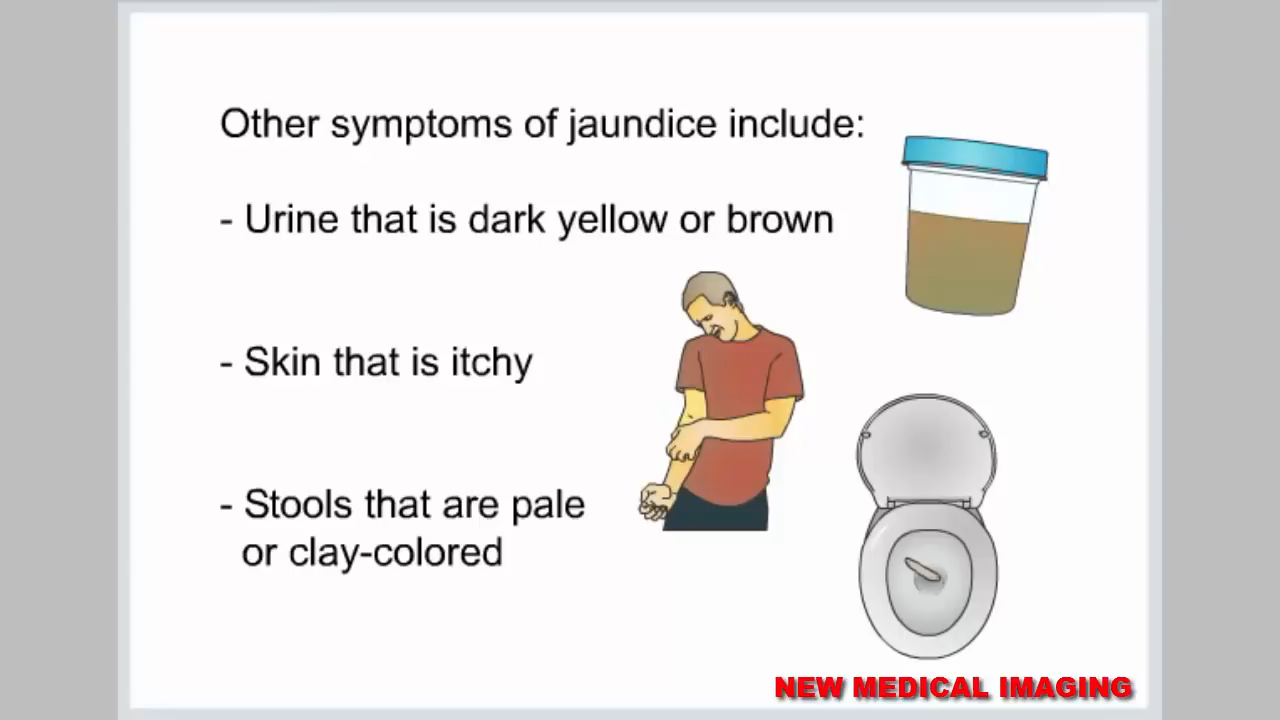 Other symptoms of jaundice include:
- Urine that is dark yellow or brown
- Skin that is itchy
- Stools that are pale
or clay-colored
NEW MEDICAL IMAGING